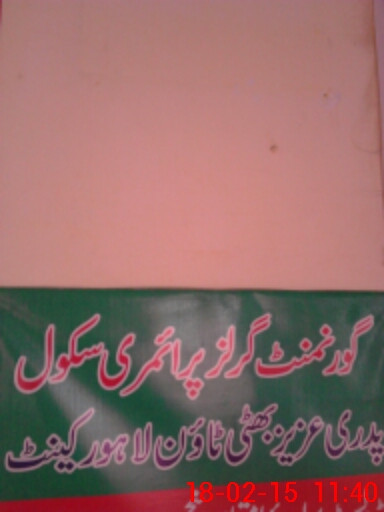 گورنمنٹ گرلز پرائمری سکول
پدری عزیز بھٹی ٹاؤن لاہور کینٹ
18-02-15 11:40